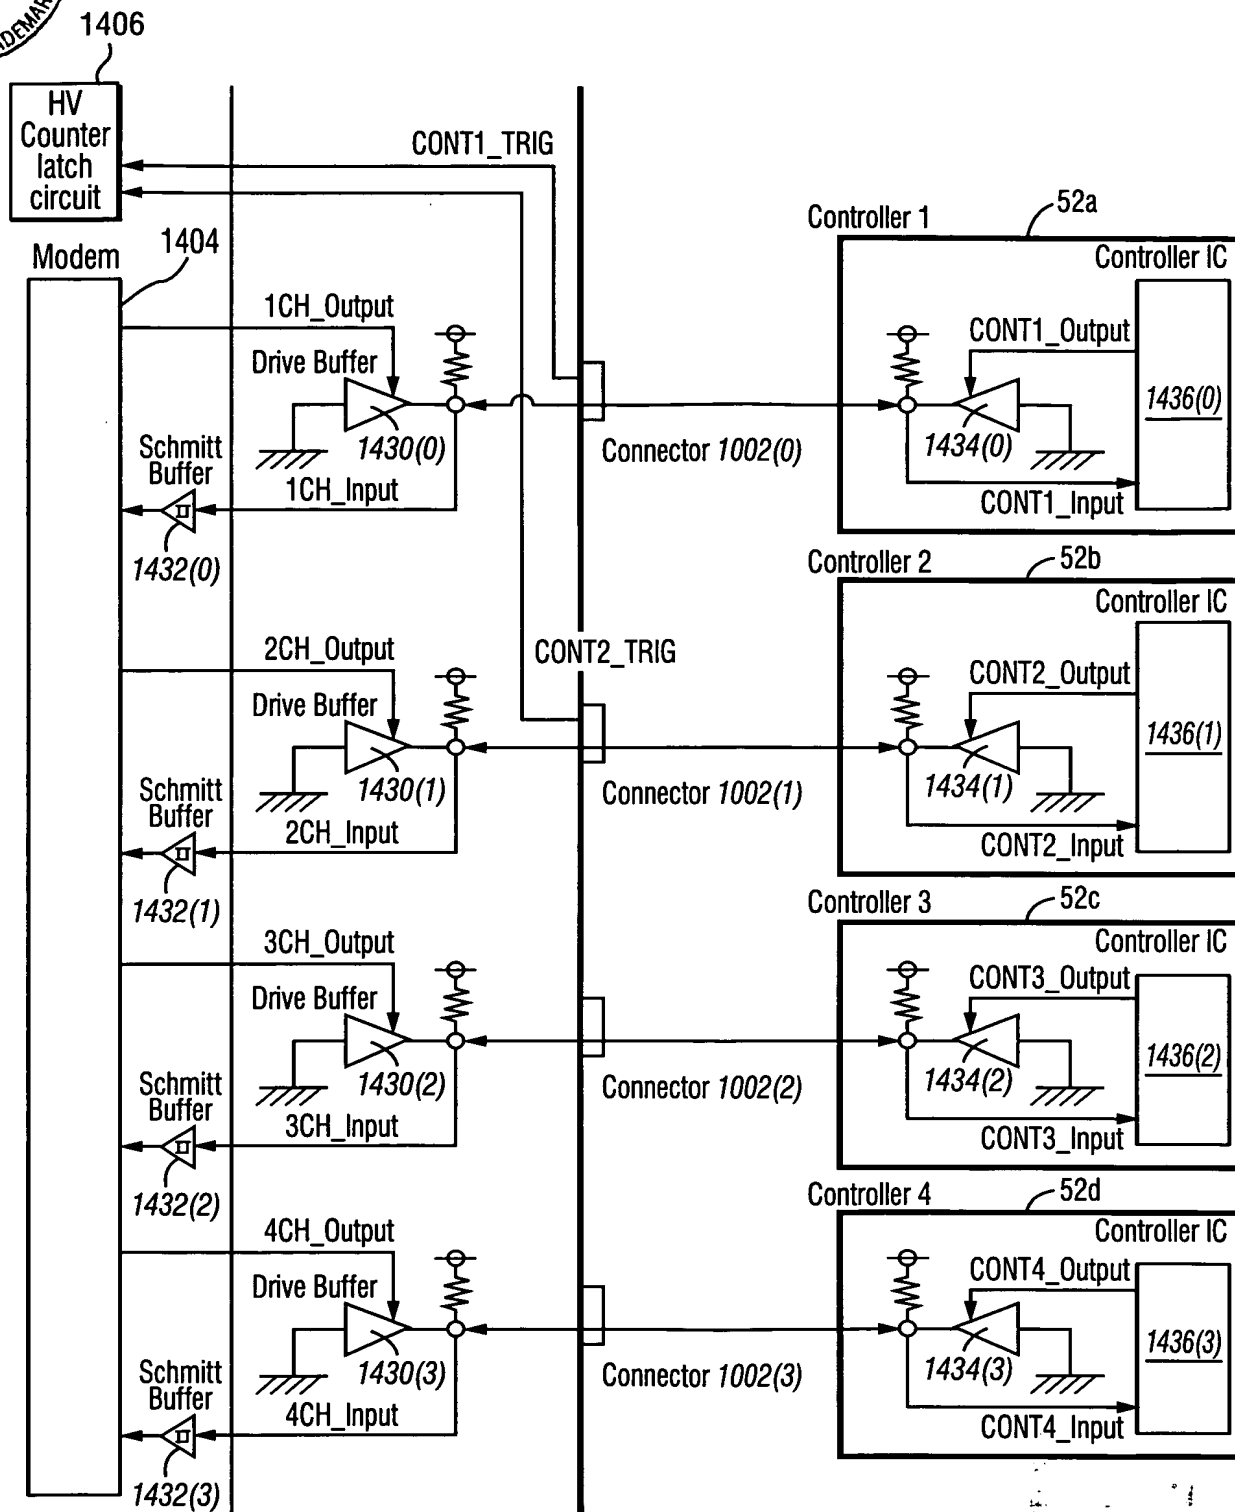 1406
HV
Counter
latch
circuit
CONT1_TRIG
Modem
1404
Controller 1
52a
Controller IC
1CH_Output
Drive Buffer
1430(0)
CONT1_Output
1434(0)
1436(0)
Connector 1002(0)
Schmitt
Buffer
1CH_Input
CONT1_Input
1432(0)
Controller 2
52b
Controller IC
CONT2_TRIG
2CH_Output
Drive Buffer
1430(1)
CONT2_Output
1434(1)
1436(1)
Connector 1002(1)
Schmitt
Buffer
2CH_Input
CONT2_Input
1432(1)
Controller 3
52c
Controller IC
3CH_Output
Drive Buffer
1430(2)
CONT3_Output
1434(2)
1436(2)
Connector 1002(2)
Schmitt
Buffer
3CH_Input
CONT3_Input
1432(2)
Controller 4
52d
Controller IC
4CH_Output
Drive Buffer
1430(3)
CONT4_Output
1434(3)
1436(3)
Connector 1002(3)
Schmitt
Buffer
4CH_Input
CONT4_Input
1432(3)